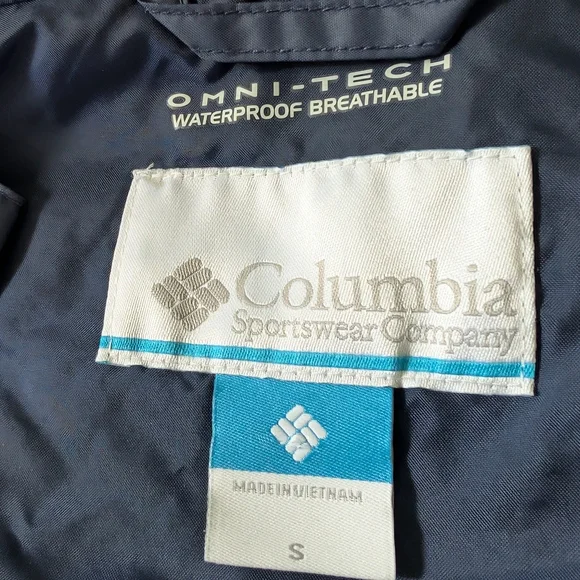 OMNI-TECH
WATERPROOF BREATHABLE
Columbia
Sportswear Company
MADE IN VIETNAM
S